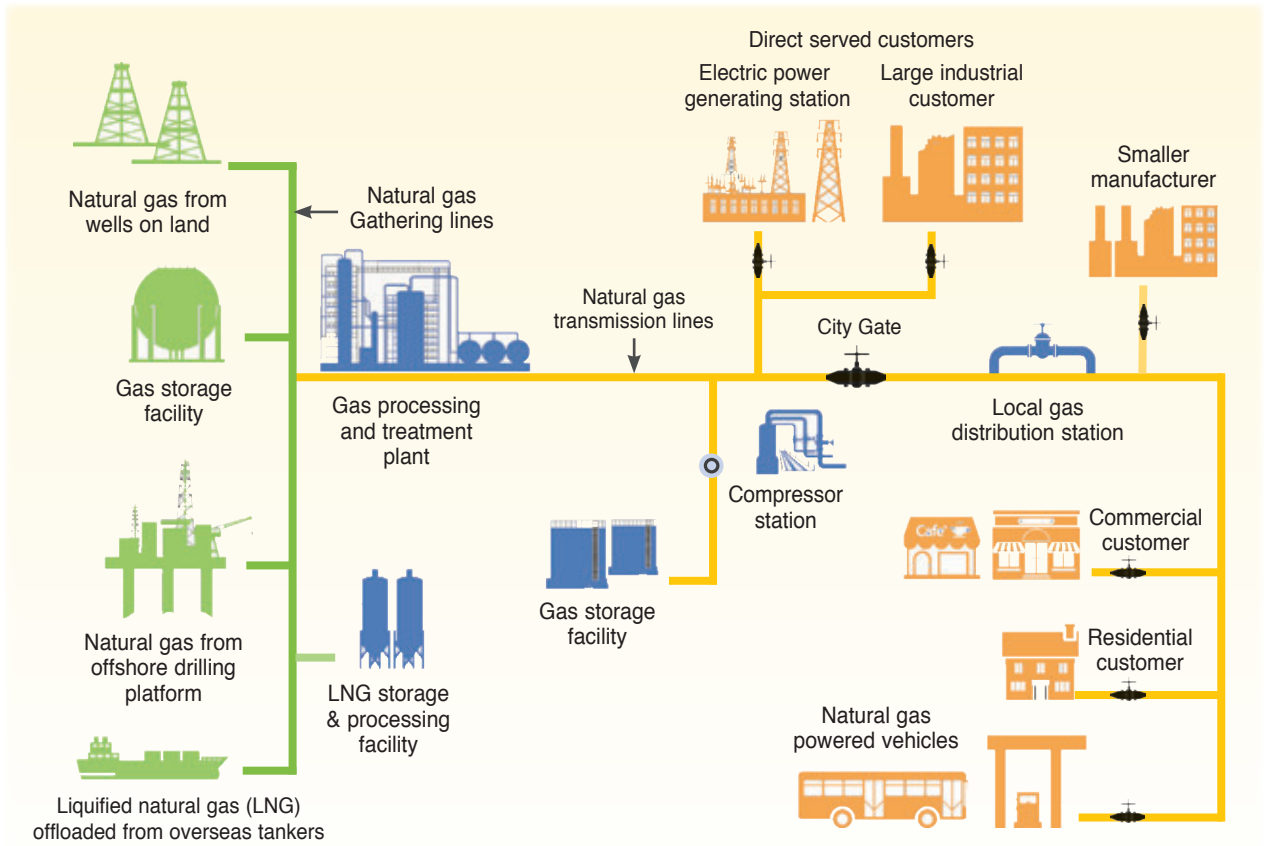 Direct served customers
Electric power
generating station
Large industrial
customer
Smaller
manufacturer
Natural gas from
wells on land
Natural gas
Gathering lines
Natural gas
transmission lines
City Gate
Gas storage
facility
Gas processing
and treatment
plant
Local gas
distribution station
Compressor
station
Cafe
Commercial
customer
Gas storage
facility
Natural gas from
offshore drilling
platform
LNG storage
& processing
facility
Residential
customer
Natural gas
powered vehicles
Liquified natural gas (LNG)
offloaded from overseas tankers